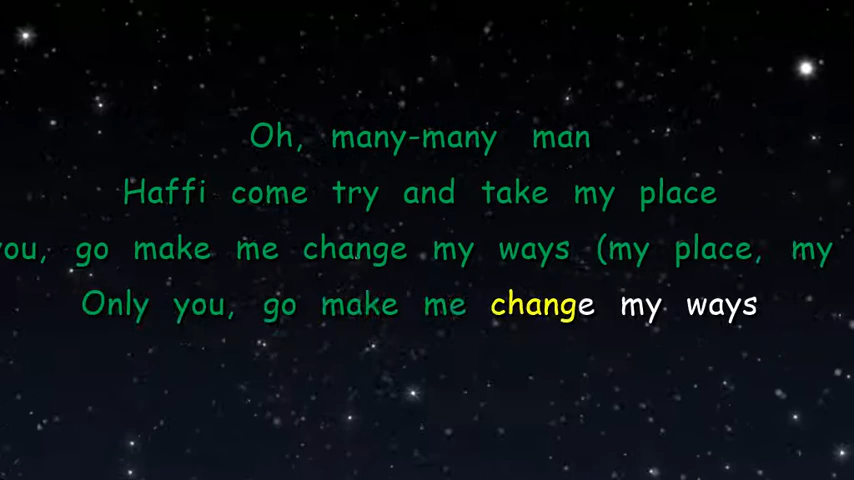 Oh, many-many man
Haffi come try and take my place
you, go make me change my ways (my place, my
Only you, go make me change my ways